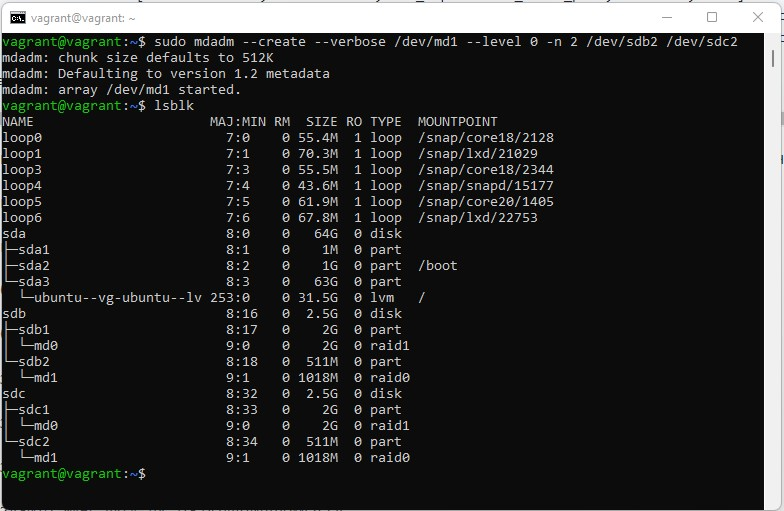 vagrant@vagrant: ~
vagrant@vagrant:~$ sudo mdadm --create --verbose /dev/md1 --level 0 -n 2 /dev/sdb2 /dev/sdc2
mdadm: chunk size defaults to 512K
mdadm: Defaulting to version 1.2 metadata
mdadm: array /dev/md1 started.
vagrant@vagrant:~$ lsblk
NAME                      MAJ:MIN RM  SIZE RO TYPE  MOUNTPOINT
loop0                       7:0    0 55.4M  1 loop  /snap/core18/2128
loop1                       7:1    0 70.3M  1 loop  /snap/lxd/21029
loop3                       7:3    0 55.5M  1 loop  /snap/core18/2344
loop4                       7:4    0 43.6M  1 loop  /snap/snapd/15177
loop5                       7:5    0 61.9M  1 loop  /snap/core20/1405
loop6                       7:6    0 67.8M  1 loop  /snap/lxd/22753
sda                         8:0    0   64G  0 disk
├─sda1                      8:1    0    1M  0 part
├─sda2                      8:2    0    1G  0 part  /boot
└─sda3                      8:3    0   63G  0 part
  └─ubuntu--vg-ubuntu--lv 253:0    0 31.5G  0 lvm   /
sdb                         8:16   0  2.5G  0 disk
├─sdb1                      8:17   0    2G  0 part
│ └─md0                     9:0    0    2G  0 raid1
└─sdb2                      8:18   0  511M  0 part
  └─md1                     9:1    0 1018M  0 raid0
sdc                         8:32   0  2.5G  0 disk
├─sdc1                      8:33   0    2G  0 part
│ └─md0                     9:0    0    2G  0 raid1
└─sdc2                      8:34   0  511M  0 part
  └─md1                     9:1    0 1018M  0 raid0
vagrant@vagrant:~$